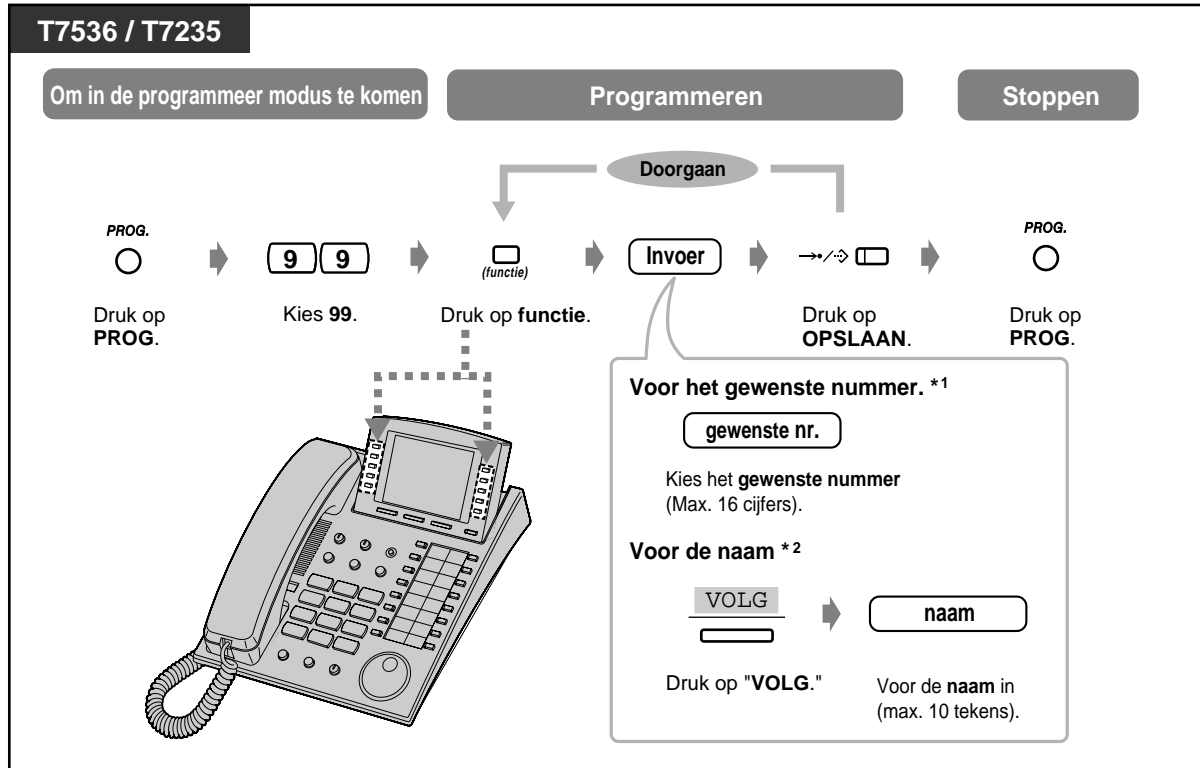 T7536 / T7235
Om in de programmeer modus te komen
Programmeren
Stoppen
Doorgaan
PROG.
9 9
(functie)
Invoer
PROG.
Druk op
PROG.
Kies 99.
Druk op functie.
Druk op
OPSLAAN.
Druk op
PROG.
Voor het gewenste nummer. *1
gewenste nr.
Kies het gewenste nummer
(Max. 16 cijfers).
Voor de naam *2
VOLG
naam
Druk op "VOLG."
Voor de naam in
(max. 10 tekens).